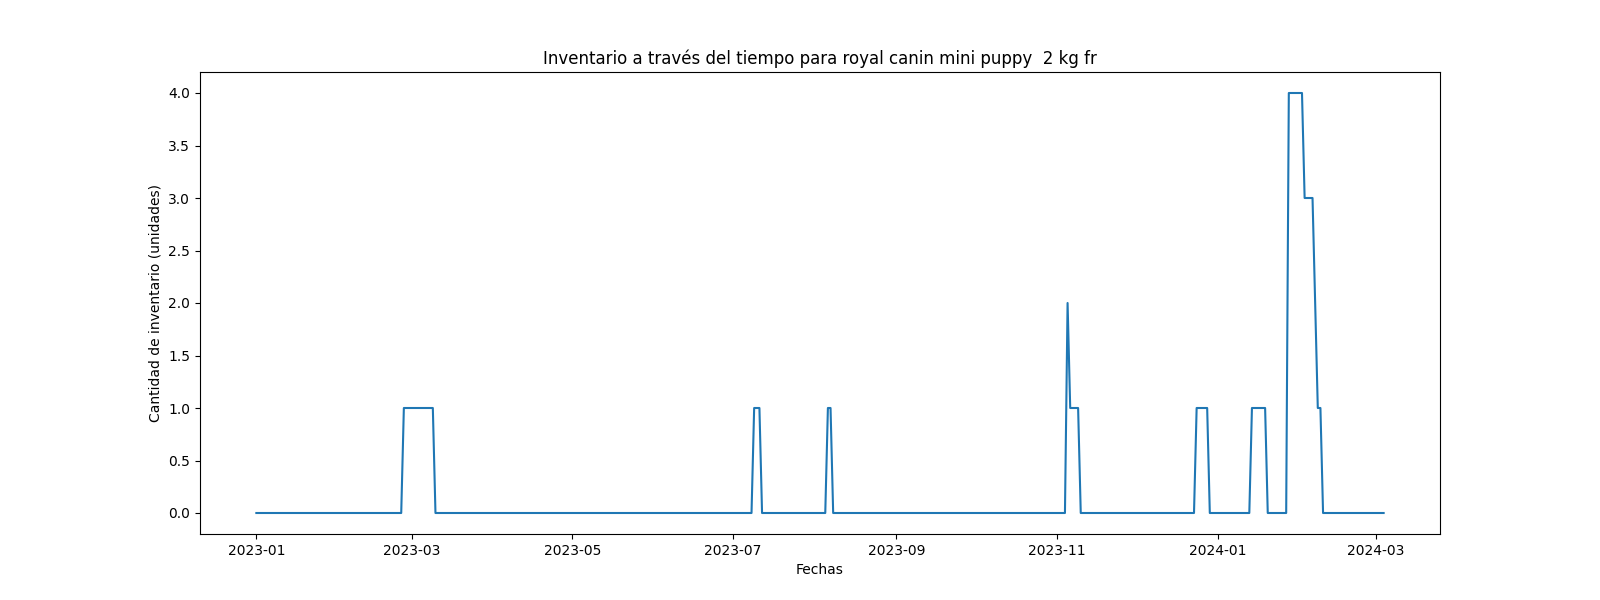 Inventario a través del tiempo para royal canin mini puppy  2 kg fr
Cantidad de inventario (unidades)
4.0
3.5
3.0
2.5
2.0
1.5
1.0
0.5
0.0
2023-01 2023-03 2023-05 2023-07 2023-09 2023-11 2024-01 2024-03
Fechas